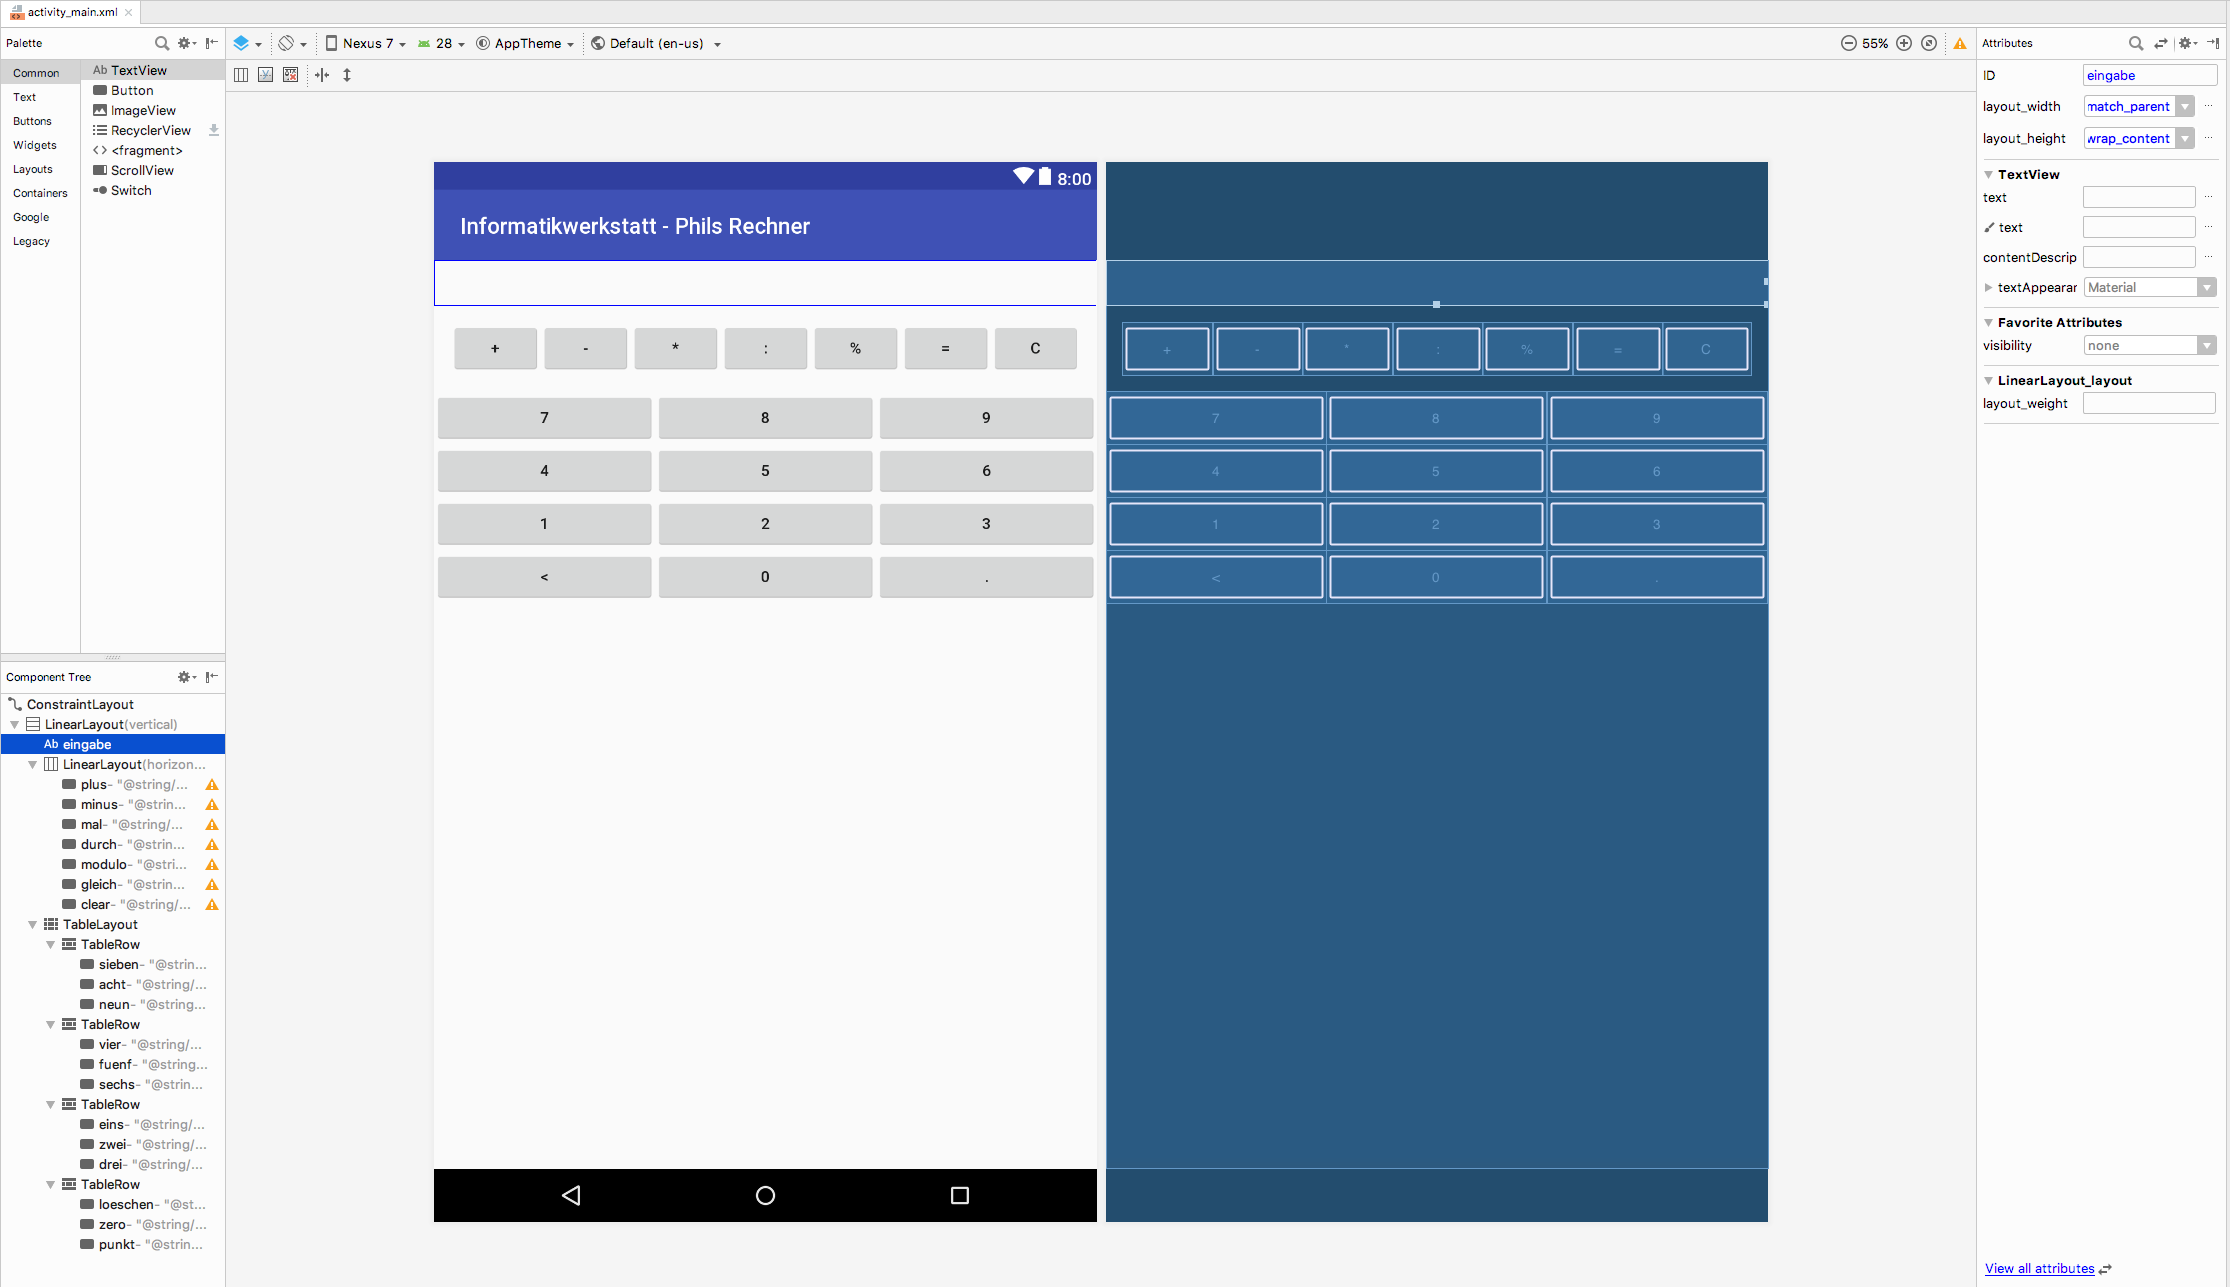 activity_main.xml
Palette
Common
Text
Buttons
Widgets
Layouts
Containers
Google
Legacy
Ab TextView
Button
ImageView
RecyclerView
<fragment>
ScrollView
Switch
Nexus 7
28
AppTheme
Default (en-us)
55%
8:00
Informatikwerkstatt - Phils Rechner
+ - * : % = C
7 8 9
4 5 6
1 2 3
< 0 .
+ - * : % = C
7 8 9
4 5 6
1 2 3
< 0 .
Component Tree
ConstraintLayout
LinearLayout(vertical)
Ab eingabe
LinearLayout(horizon...
plus- "@string/...
minus- "@strin...
mal- "@string/...
durch- "@strin...
modulo- "@stri...
gleich- "@strin...
clear- "@string/...
TableLayout
TableRow
sieben- "@strin...
acht- "@string/...
neun- "@string...
TableRow
vier- "@string/...
fuenf- "@string...
sechs- "@strin...
TableRow
eins- "@string/...
zwei- "@string/...
drei- "@string/...
TableRow
loeschen- "@st...
zero- "@string/...
punkt- "@strin...
Attributes
ID eingabe
layout_width match_parent ...
layout_height wrap_content ...
TextView
text ...
text ...
contentDescrip ...
textAppearar Material
Favorite Attributes
visibility none
LinearLayout_layout
layout_weight
View all attributes